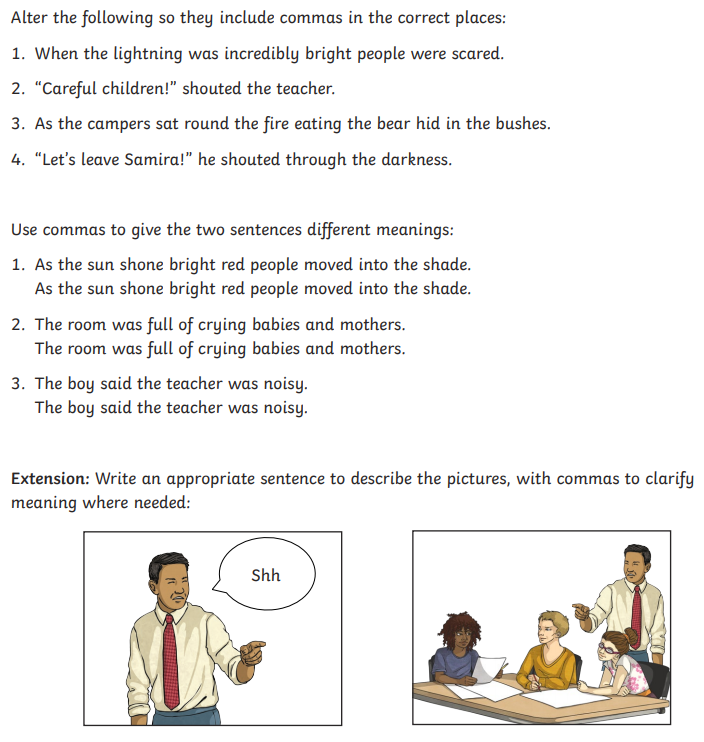 Alter the following so they include commas in the correct places:
1. When the lightning was incredibly bright people were scared.
2. “Careful children!” shouted the teacher.
3. As the campers sat round the fire eating the bear hid in the bushes.
4. “Let’s leave Samira!” he shouted through the darkness.
Use commas to give the two sentences different meanings:
1. As the sun shone bright red people moved into the shade.
As the sun shone bright red people moved into the shade.
2. The room was full of crying babies and mothers.
The room was full of crying babies and mothers.
3. The boy said the teacher was noisy.
The boy said the teacher was noisy.
Extension: Write an appropriate sentence to describe the pictures, with commas to clarify
meaning where needed:
Shh